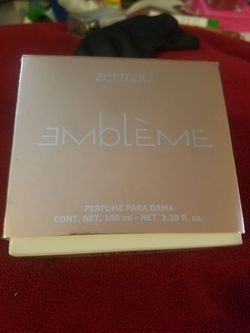 zermat
EMBLÈME
PERFUME PARA DAMA
CONT. NET. 100 ml - NET 3.38 fl. oz.